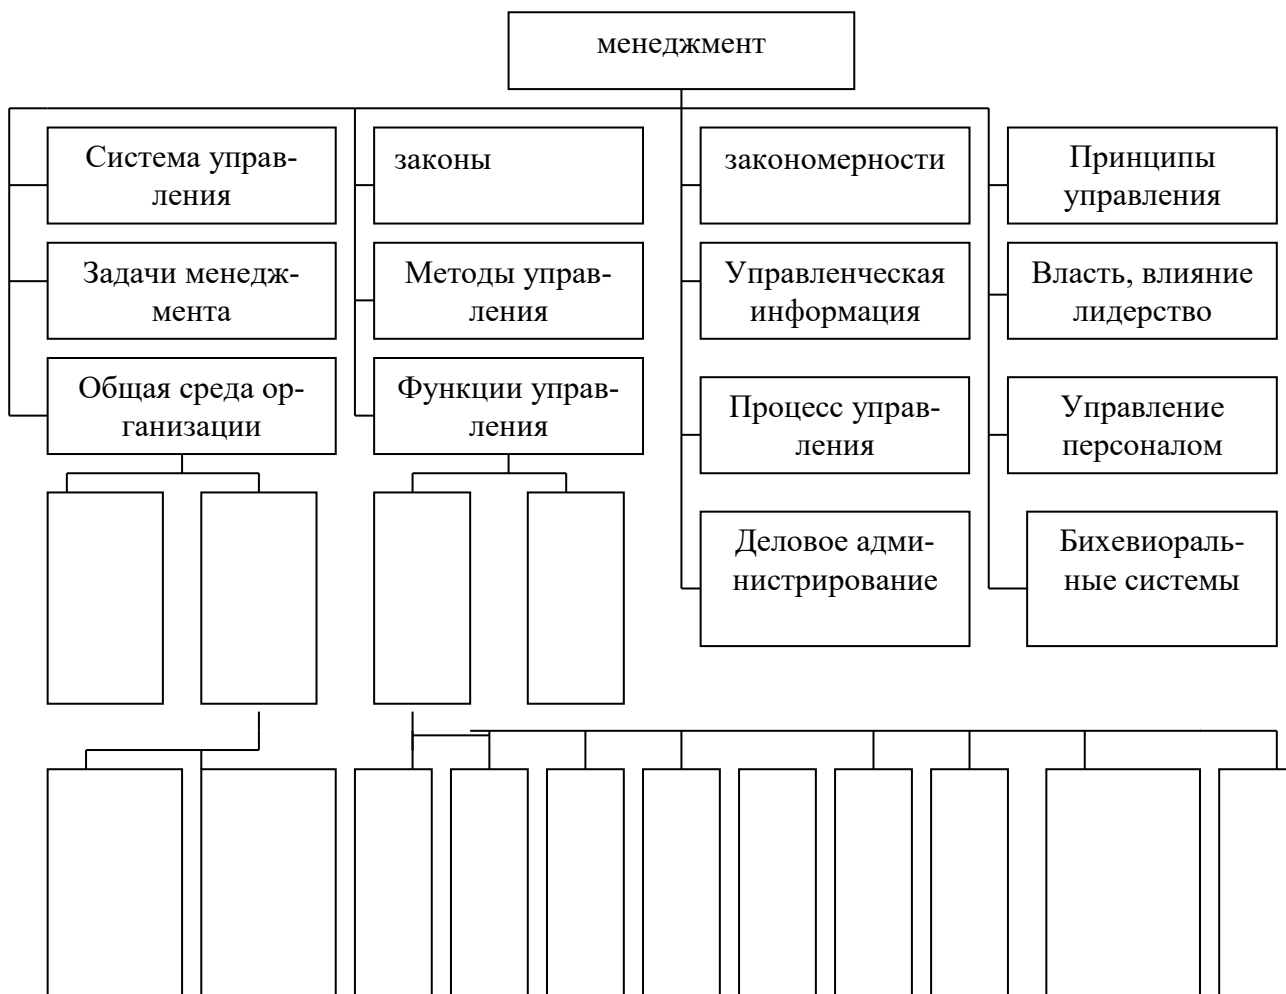 менеджмент
Система управ-
ления
законы
закономерности
Принципы
управления
Задачи менедж-
мента
Методы управ-
ления
Управленческая
информация
Власть, влияние
лидерство
Общая среда ор-
ганизации
Функции управ-
ления
Процесс управ-
ления
Управление
персоналом
Деловое адми-
нистрирование
Бихевиораль-
ные системы